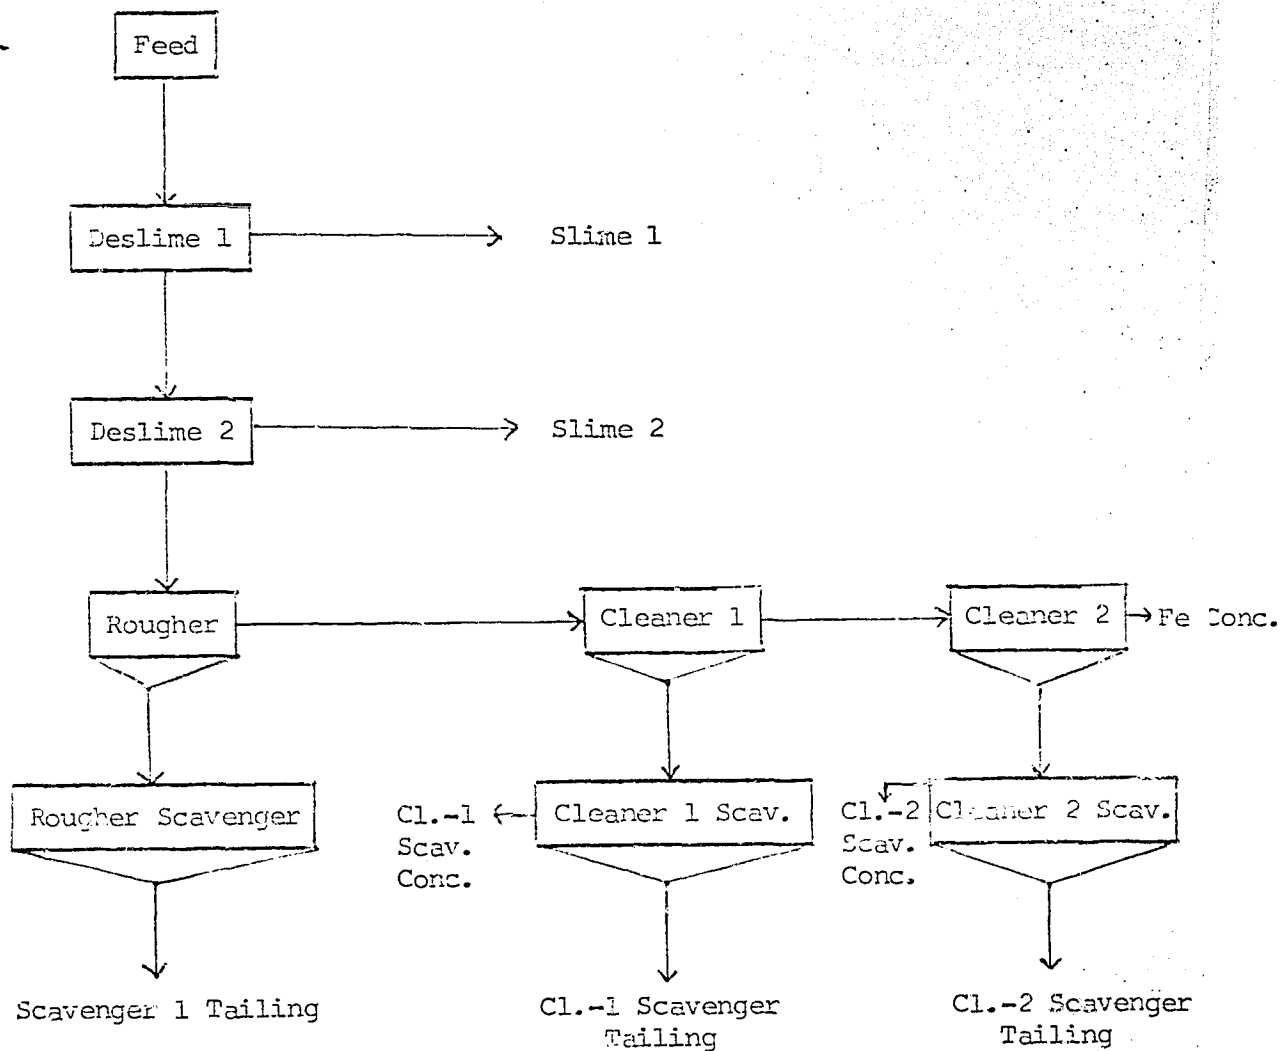 Feed
Deslime 1
Slime 1
Deslime 2
Slime 2
Rougher
Cleaner 1
Cleaner 2
Fe Conc.
Rougher Scavenger
Cl.-1
Scav.
Conc.
Cleaner 1 Scav.
Cl.-2
Scav.
Conc.
Cleaner 2 Scav.
Scavenger 1 Tailing
Cl.-1 Scavenger
Tailing
Cl.-2 Scavenger
Tailing